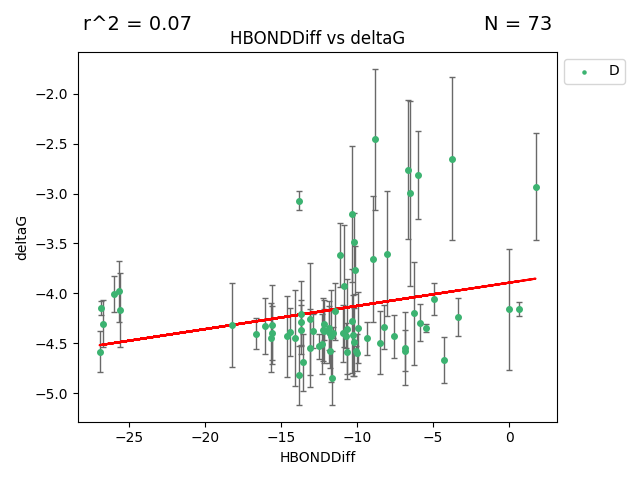 r^2 = 0.07
N = 73
HBONDDiff vs deltaG
D
deltaG
−2.0
−2.5
−3.0
−3.5
−4.0
−4.5
−5.0
−25
−20
−15
−10
−5
0
HBONDDiff